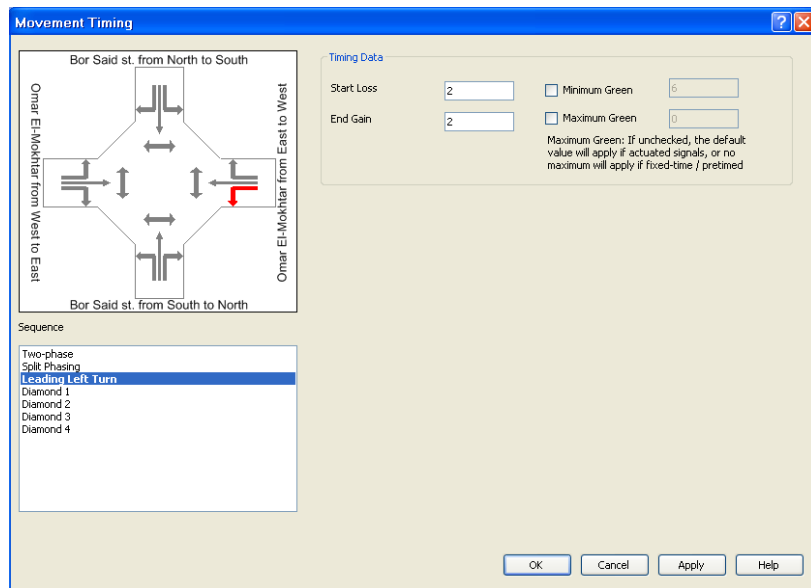 Movement Timing
Bor Said st. from North to South
Omar El-Mokhtar from West to East
Omar El-Mokhtar from East to West
Bor Said st. from South to North
Timing Data
Start Loss
2
Minimum Green
6
End Gain
2
Maximum Green
0
Maximum Green: If unchecked, the default
value will apply if actuated signals, or no
maximum will apply if fixed-time / pretimed
Sequence
Two-phase
Split Phasing
Leading Left Turn
Diamond 1
Diamond 2
Diamond 3
Diamond 4
OK
Cancel
Apply
Help